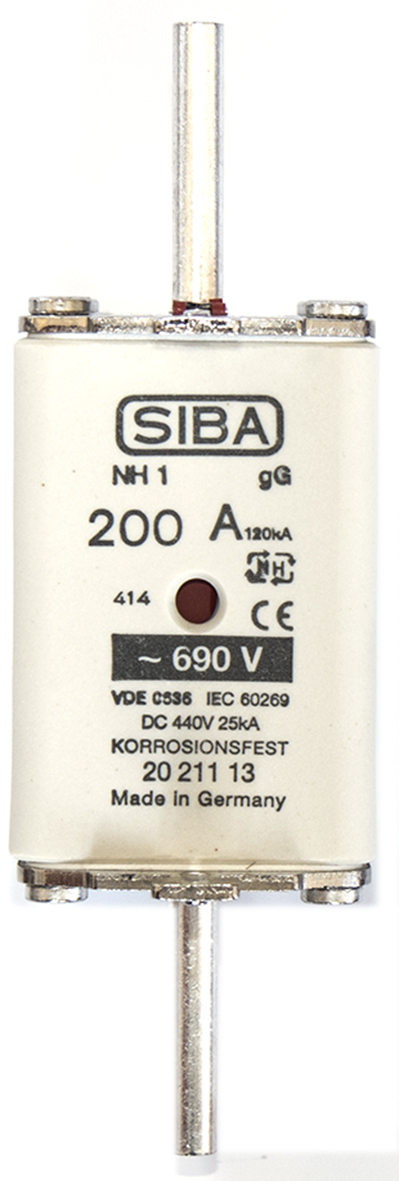 SIBA
NH 1 gG
200 A 120kA
NH
414 CE
~ 690 V
VDE 0636 IEC 60269
DC 440V 25kA
KORROSIONSFEST
20 211 13
Made in Germany